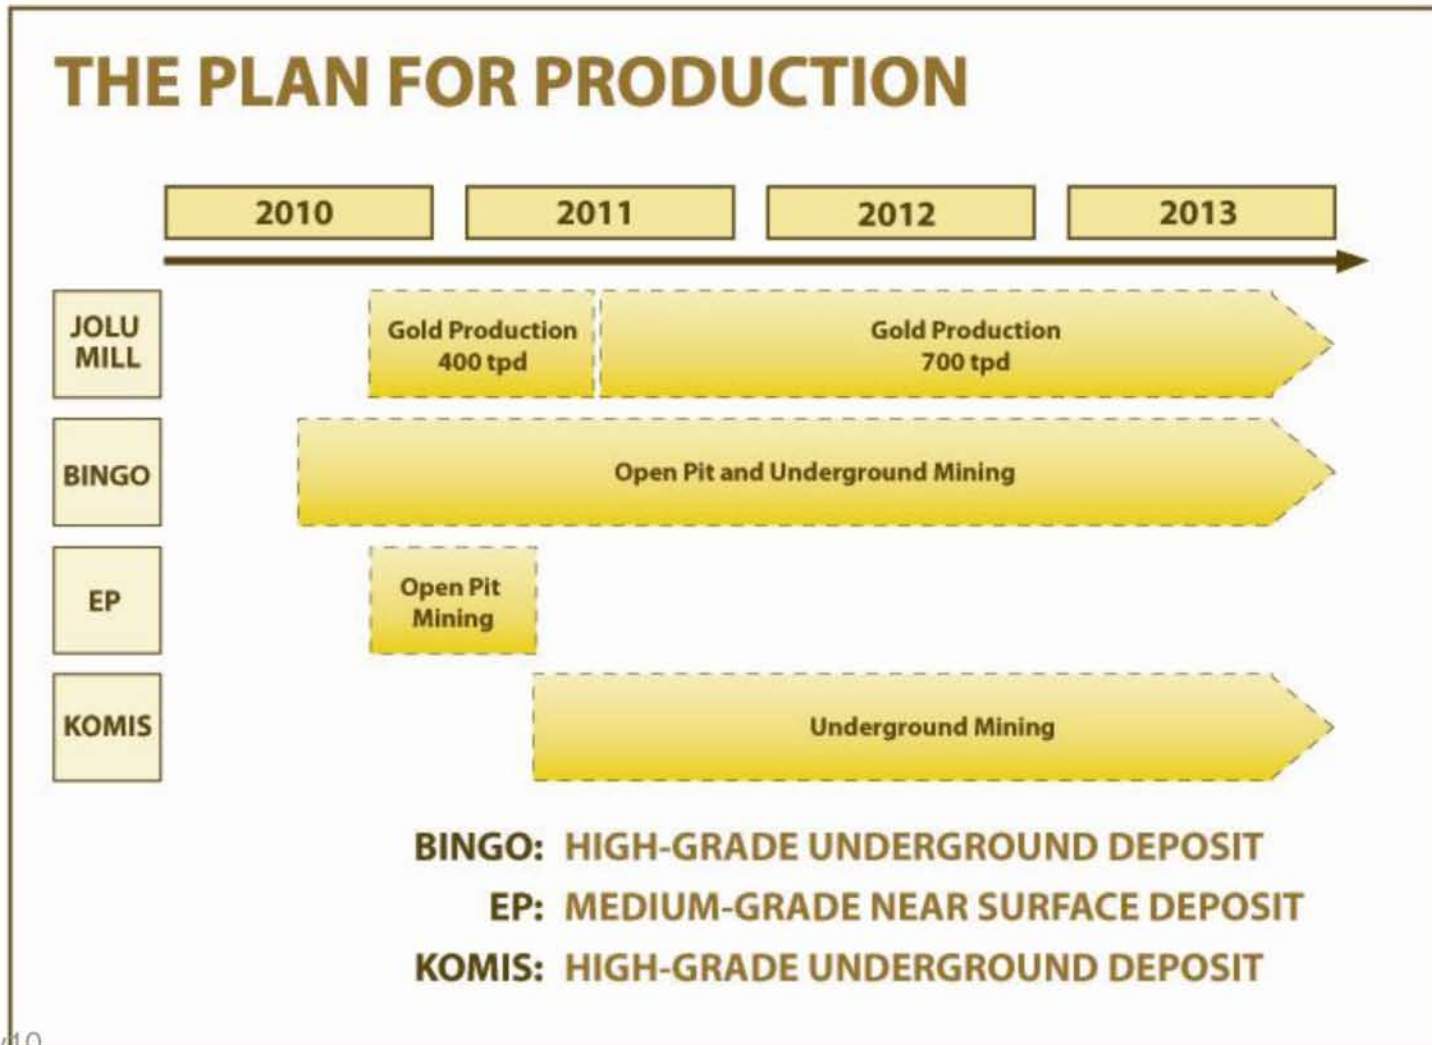 THE PLAN FOR PRODUCTION
2010 2011 2012 2013
JOLU
MILL
Gold Production
400 tpd
Gold Production
700 tpd
BINGO
Open Pit and Underground Mining
EP
Open Pit
Mining
KOMIS
Underground Mining
BINGO: HIGH-GRADE UNDERGROUND DEPOSIT
EP: MEDIUM-GRADE NEAR SURFACE DEPOSIT
KOMIS: HIGH-GRADE UNDERGROUND DEPOSIT